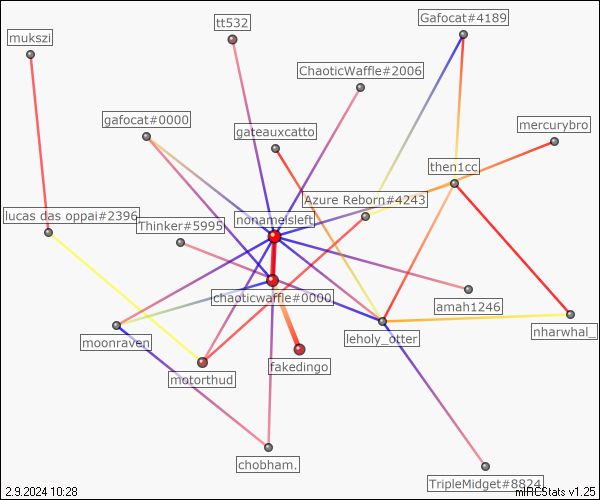 Gafocat#4189
tt532
mukszi
ChaoticWaffle#2006
gafocat#0000
mercurybro
gateauxcatto
then1cc
Azure Reborn#4243
lucas das oppai#2396
nonameisleft
Thinker#5995
chaoticwaffle#0000
amah1246
nharwhal_
moonraven
leholy_otter
fakedingo
motorthud
chobham.
TripleMidget#8824
2.9.2024 10:28
mIRCStats v1.25